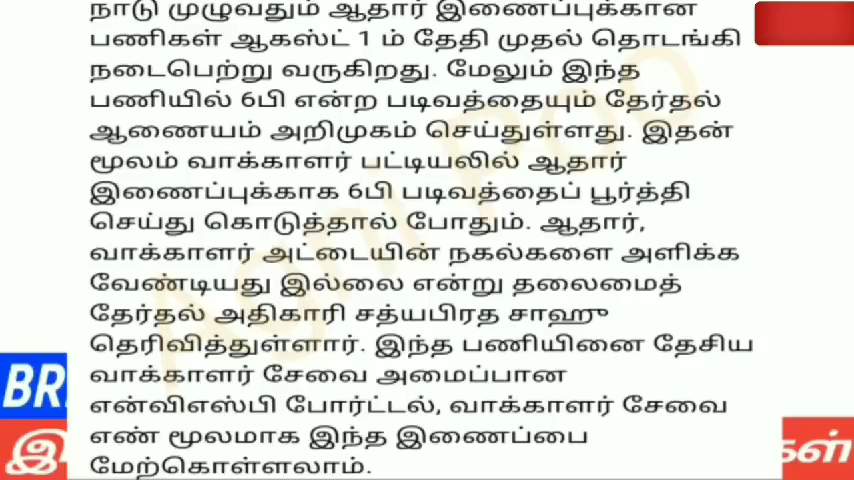 நாடு முழுவதும் ஆதார் இணைப்புக்கான
பணிகள் ஆகஸ்ட் 1 ம் தேதி முதல் தொடங்கி
நடைபெற்று வருகிறது. மேலும் இந்த
பணியில் 6பி என்ற படிவத்தையும் தேர்தல்
ஆணையம் அறிமுகம் செய்துள்ளது. இதன்
மூலம் வாக்காளர் பட்டியலில் ஆதார்
இணைப்புக்காக 6பி படிவத்தைப் பூர்த்தி
செய்து கொடுத்தால் போதும். ஆதார்,
வாக்காளர் அட்டையின் நகல்களை அளிக்க
வேண்டியது இல்லை என்று தலைமைத்
தேர்தல் அதிகாரி சத்யபிரத சாஹு
தெரிவித்துள்ளார். இந்த பணியினை தேசிய
வாக்காளர் சேவை அமைப்பான
என்விஎஸ்பி போர்ட்டல், வாக்காளர் சேவை
எண் மூலமாக இந்த இணைப்பை
மேற்கொள்ளலாம்.